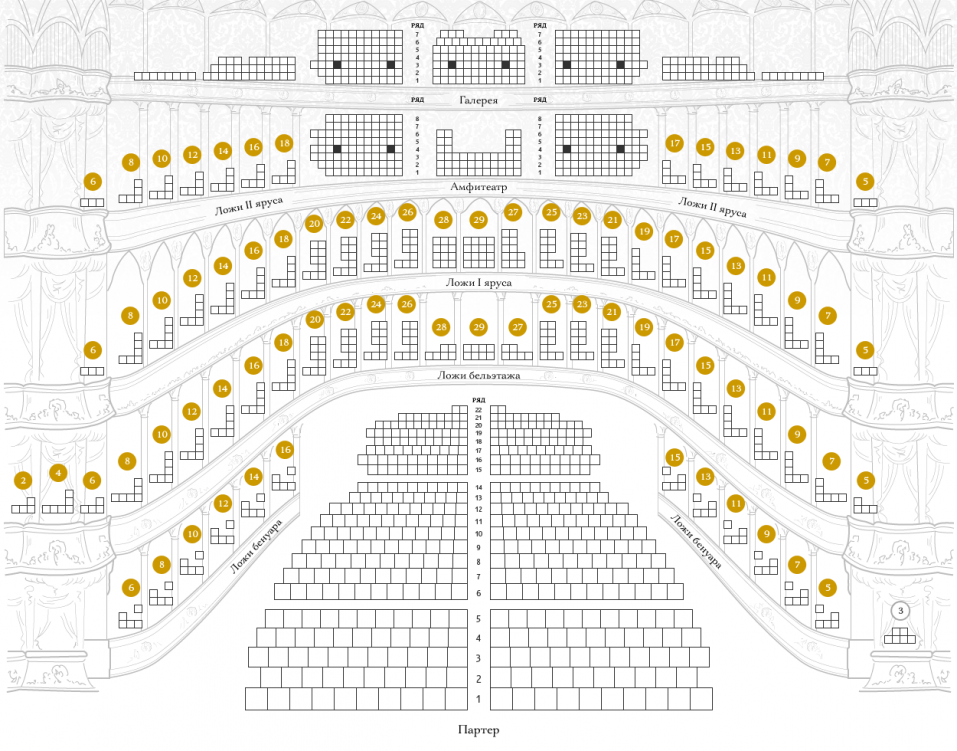 РЯД РЯД
7 7
6 6
5 5
4 4
3 3
2 2
1 1
РЯД Галерея РЯД
8 8
7 7
6 6
5 5
4 4
3 3
2 2
1 1
6 8 10 12 14 16 18 17 15 13 11 9 7 5
Амфитеатр
Ложи II яруса Ложи II яруса
6 8 10 12 14 16 18 20 22 24 26 28 29 27 25 23 21 19 17 15 13 11 9 7 5
Ложи I яруса
2 4 6 8 10 12 14 16 18 20 22 24 26 28 29 27 25 23 21 19 17 15 13 11 9 7 5
Ложи бельэтажа
6 8 10 12 14 16 15 13 11 9 7 5 3
Ложи бенуара Ложи бенуара
РЯД
22
21
20
19
18
17
16
15
14
13
12
11
10
9
8
7
6
5
4
3
2
1
Партер